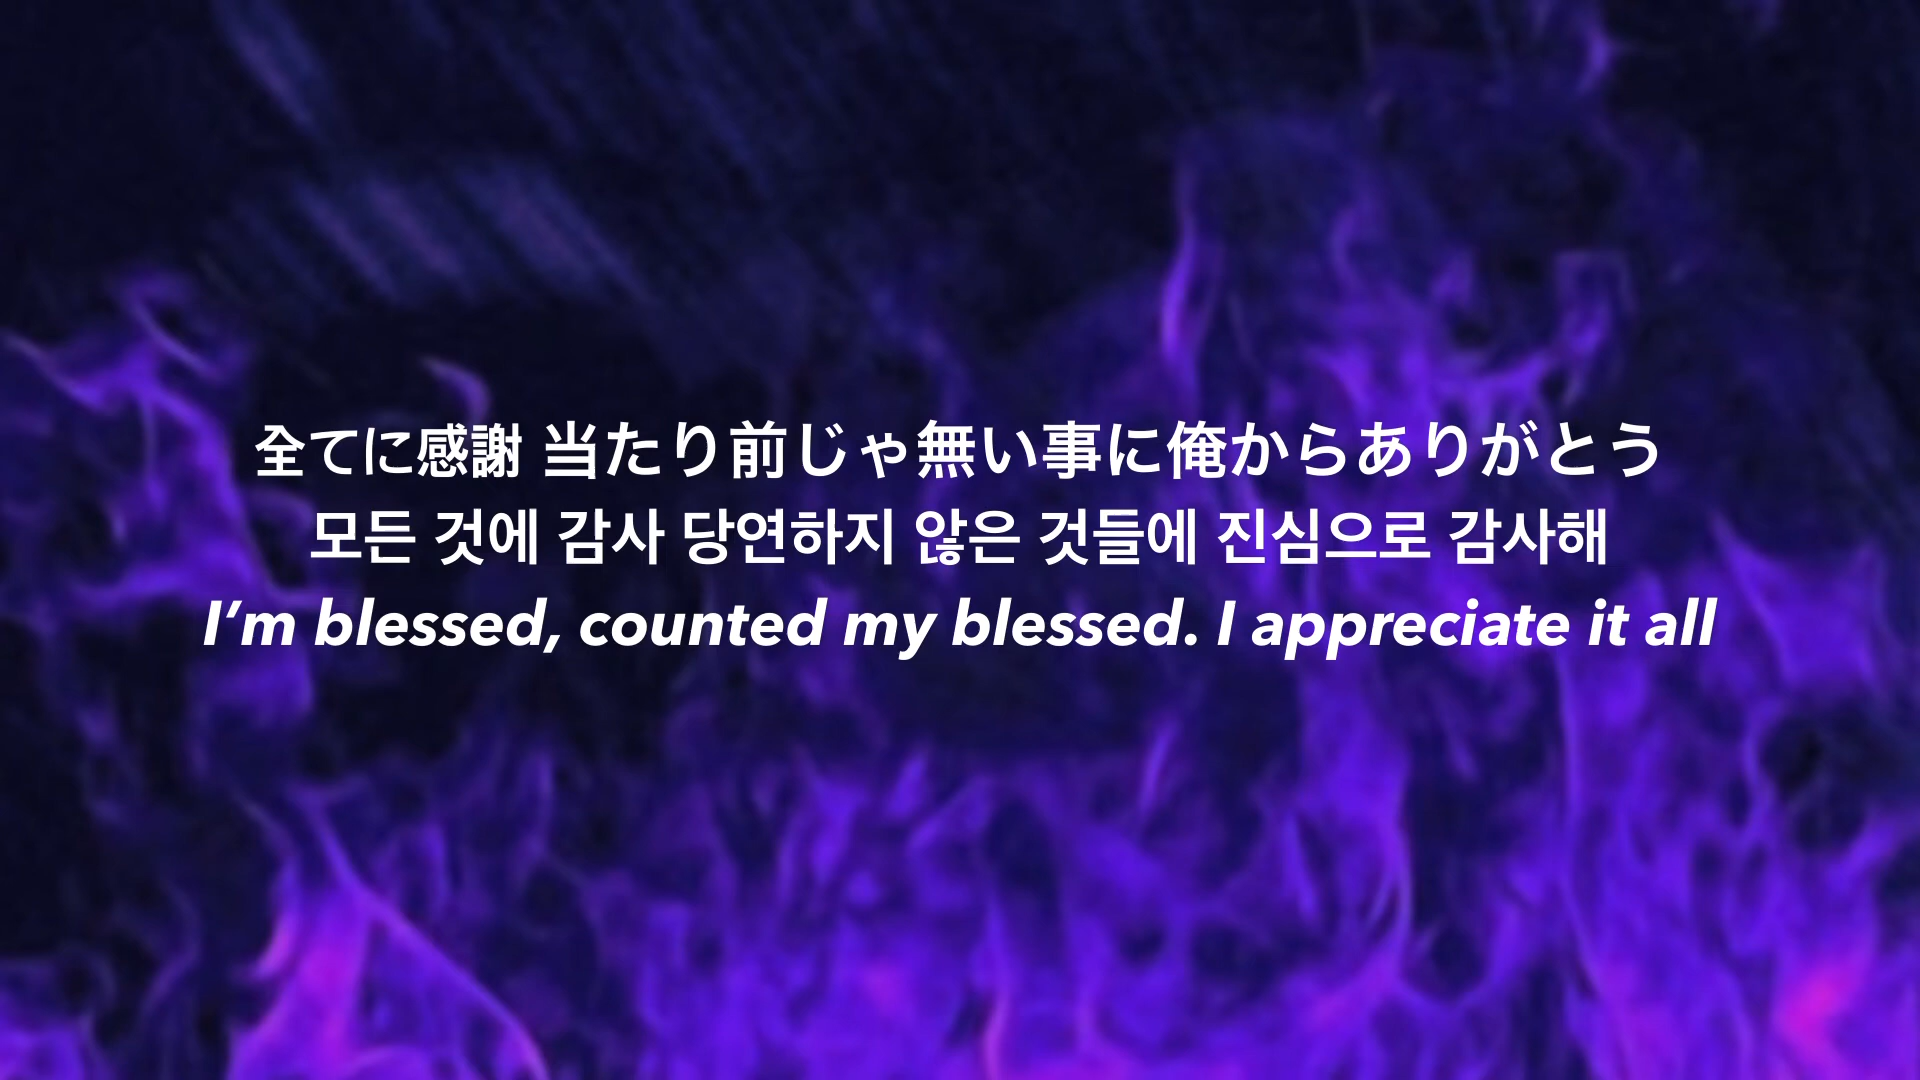 全てに感謝 当たり前じゃ無い事に俺からありがとう
모든 것에 감사 당연하지 않은 것들에 진심으로 감사해
I’m blessed, counted my blessed. I appreciate it all